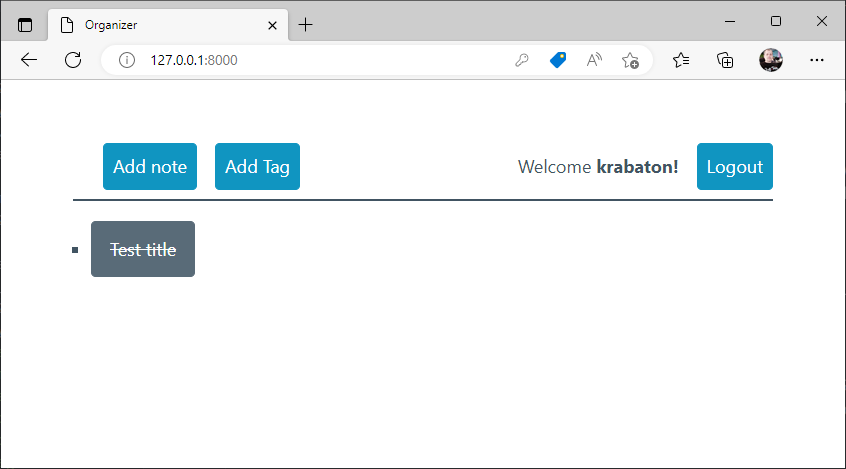 Organizer
127.0.0.1:8000
Add note Add Tag Welcome krabaton! Logout
Test title